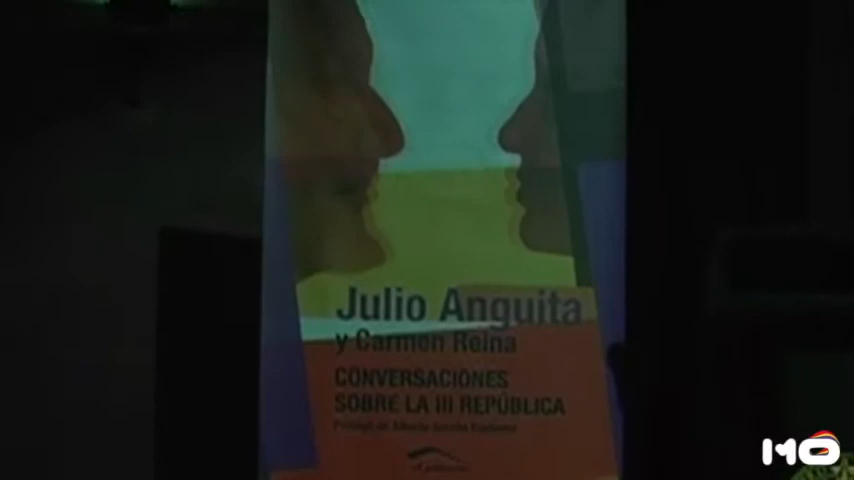 Julio Anguita
y Carmen Reina
CONVERSACIONES
SOBRE LA III REPÚBLICA